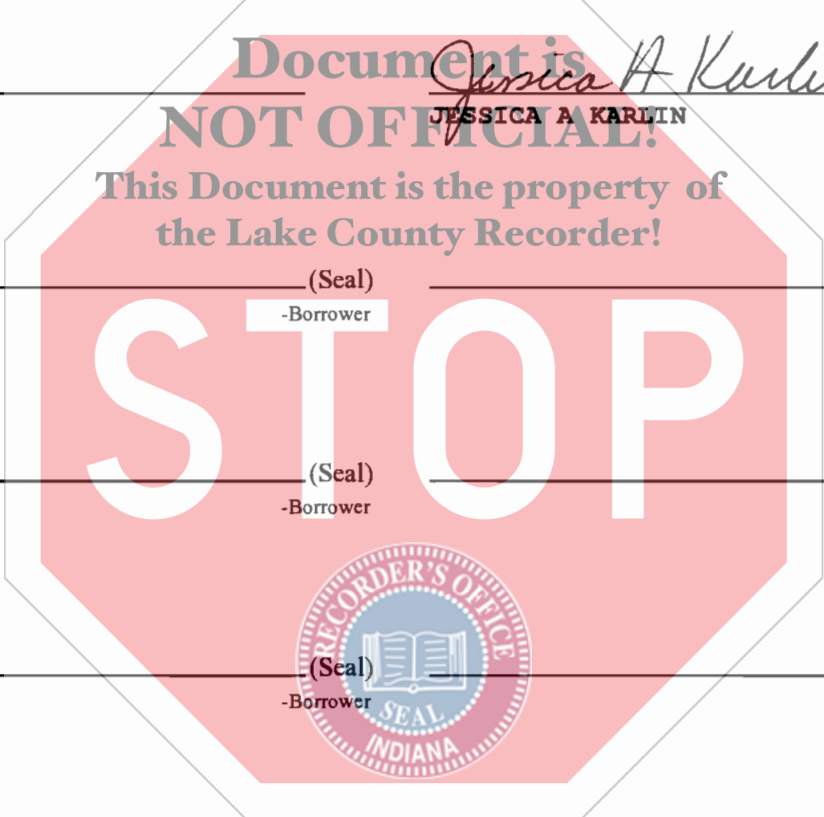 Document is
Jessica A Karlin
NOT OFFICIAL!
JESSICA A KARLIN
This Document is the property of
the Lake County Recorder!
(Seal)
-Borrower
STOP
(Seal)
-Borrower
RECORDER'S OFFICE
(Seal)
-Borrower
SEAL
INDIANA